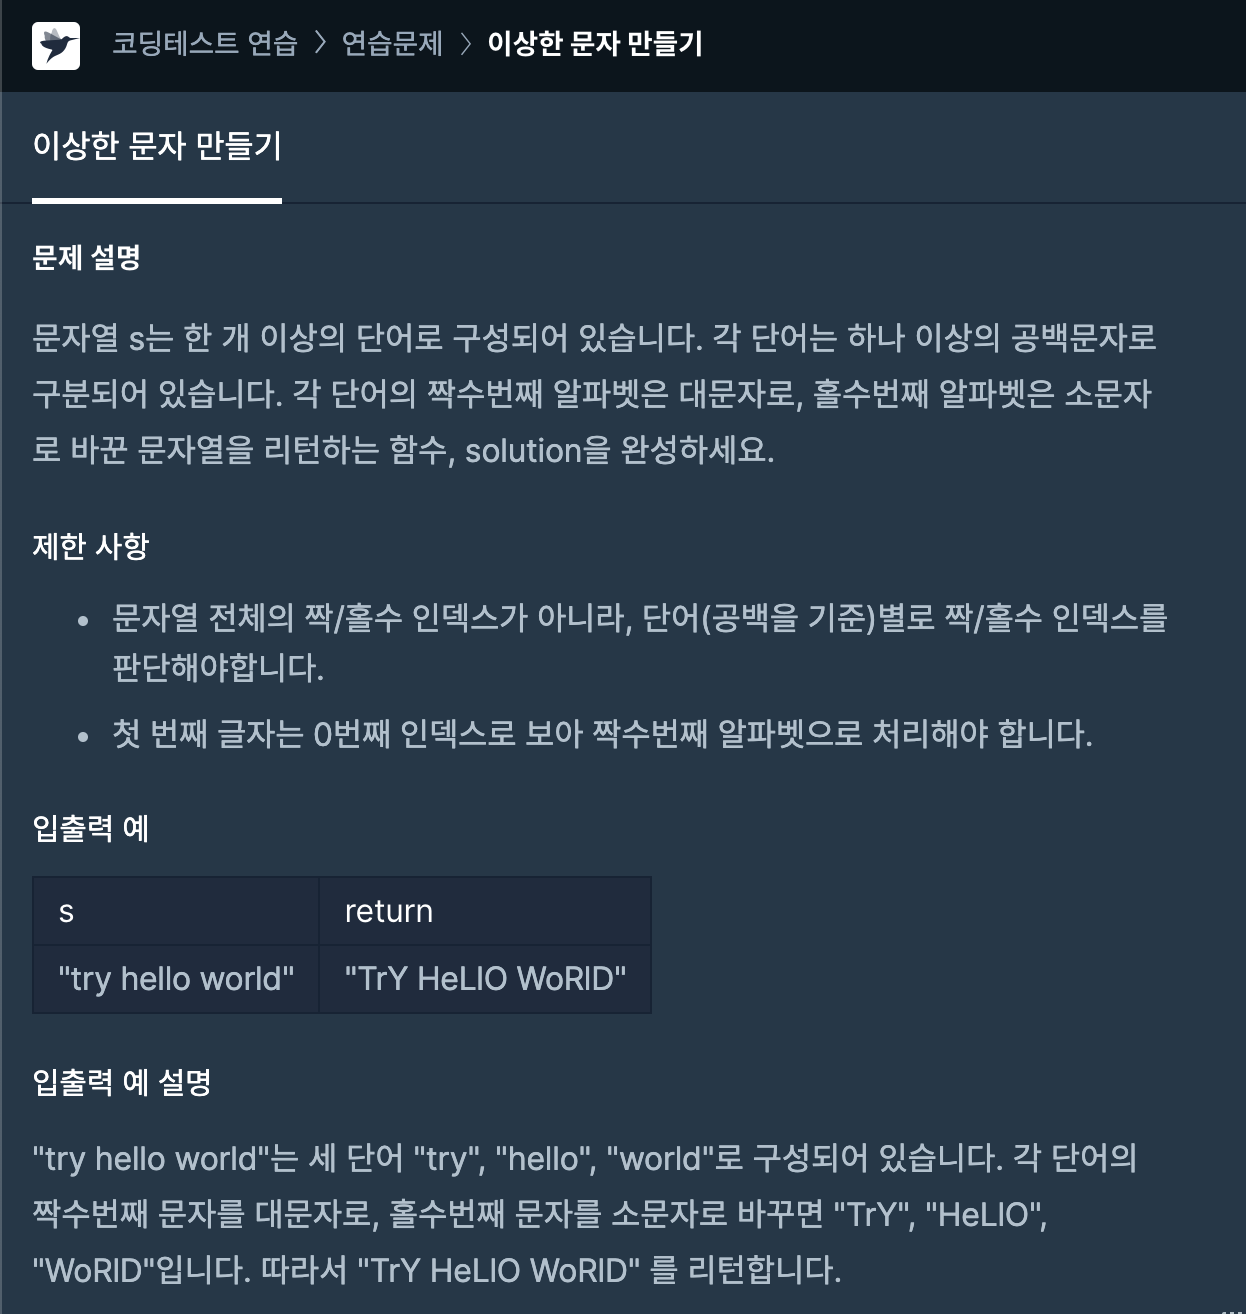 코딩테스트 연습 > 연습문제 > 이상한 문자 만들기
이상한 문자 만들기
문제 설명
문자열 s는 한 개 이상의 단어로 구성되어 있습니다. 각 단어는 하나 이상의 공백문자로
구분되어 있습니다. 각 단어의 짝수번째 알파벳은 대문자로, 홀수번째 알파벳은 소문자
로 바꾼 문자열을 리턴하는 함수, solution을 완성하세요.
제한 사항
• 문자열 전체의 짝/홀수 인덱스가 아니라, 단어(공백을 기준)별로 짝/홀수 인덱스를
판단해야합니다.
• 첫 번째 글자는 0번째 인덱스로 보아 짝수번째 알파벳으로 처리해야 합니다.
입출력 예
s return
"try hello world" "TrY HeLlO WoRlD"
입출력 예 설명
"try hello world"는 세 단어 "try", "hello", "world"로 구성되어 있습니다. 각 단어의
짝수번째 문자를 대문자로, 홀수번째 문자를 소문자로 바꾸면 "TrY", "HeLlO",
"WoRlD"입니다. 따라서 "TrY HeLlO WoRlD" 를 리턴합니다.